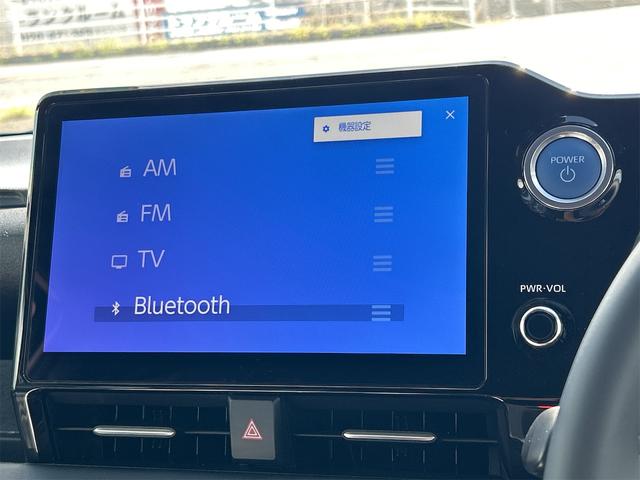 機器設定
AM
FM
TV
Bluetooth
POWER
PWR·VOL